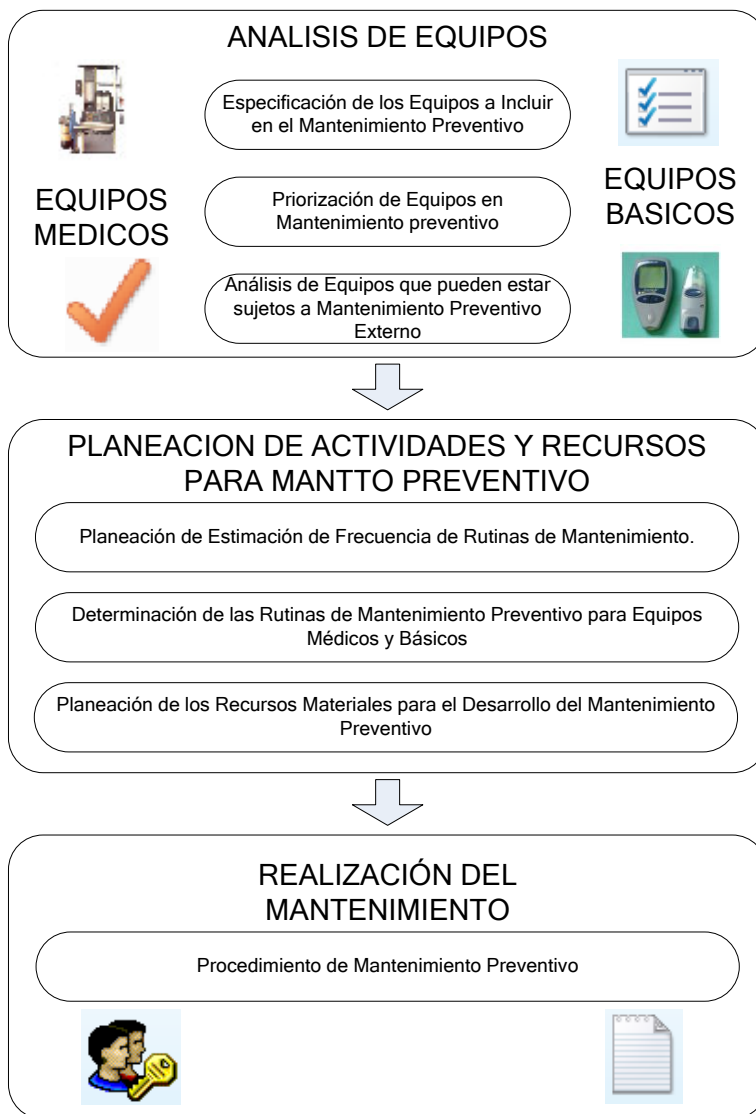 ANALISIS DE EQUIPOS
Especificación de los Equipos a Incluir
en el Mantenimiento Preventivo
EQUIPOS
MEDICOS
Priorización de Equipos en
Mantenimiento preventivo
EQUIPOS
BASICOS
Análisis de Equipos que pueden estar
sujetos a Mantenimiento Preventivo
Externo
PLANEACION DE ACTIVIDADES Y RECURSOS
PARA MANTTO PREVENTIVO
Planeación de Estimación de Frecuencia de Rutinas de Mantenimiento.
Determinación de las Rutinas de Mantenimiento Preventivo para Equipos
Médicos y Básicos
Planeación de los Recursos Materiales para el Desarrollo del Mantenimiento
Preventivo
REALIZACIÓN DEL
MANTENIMIENTO
Procedimiento de Mantenimiento Preventivo